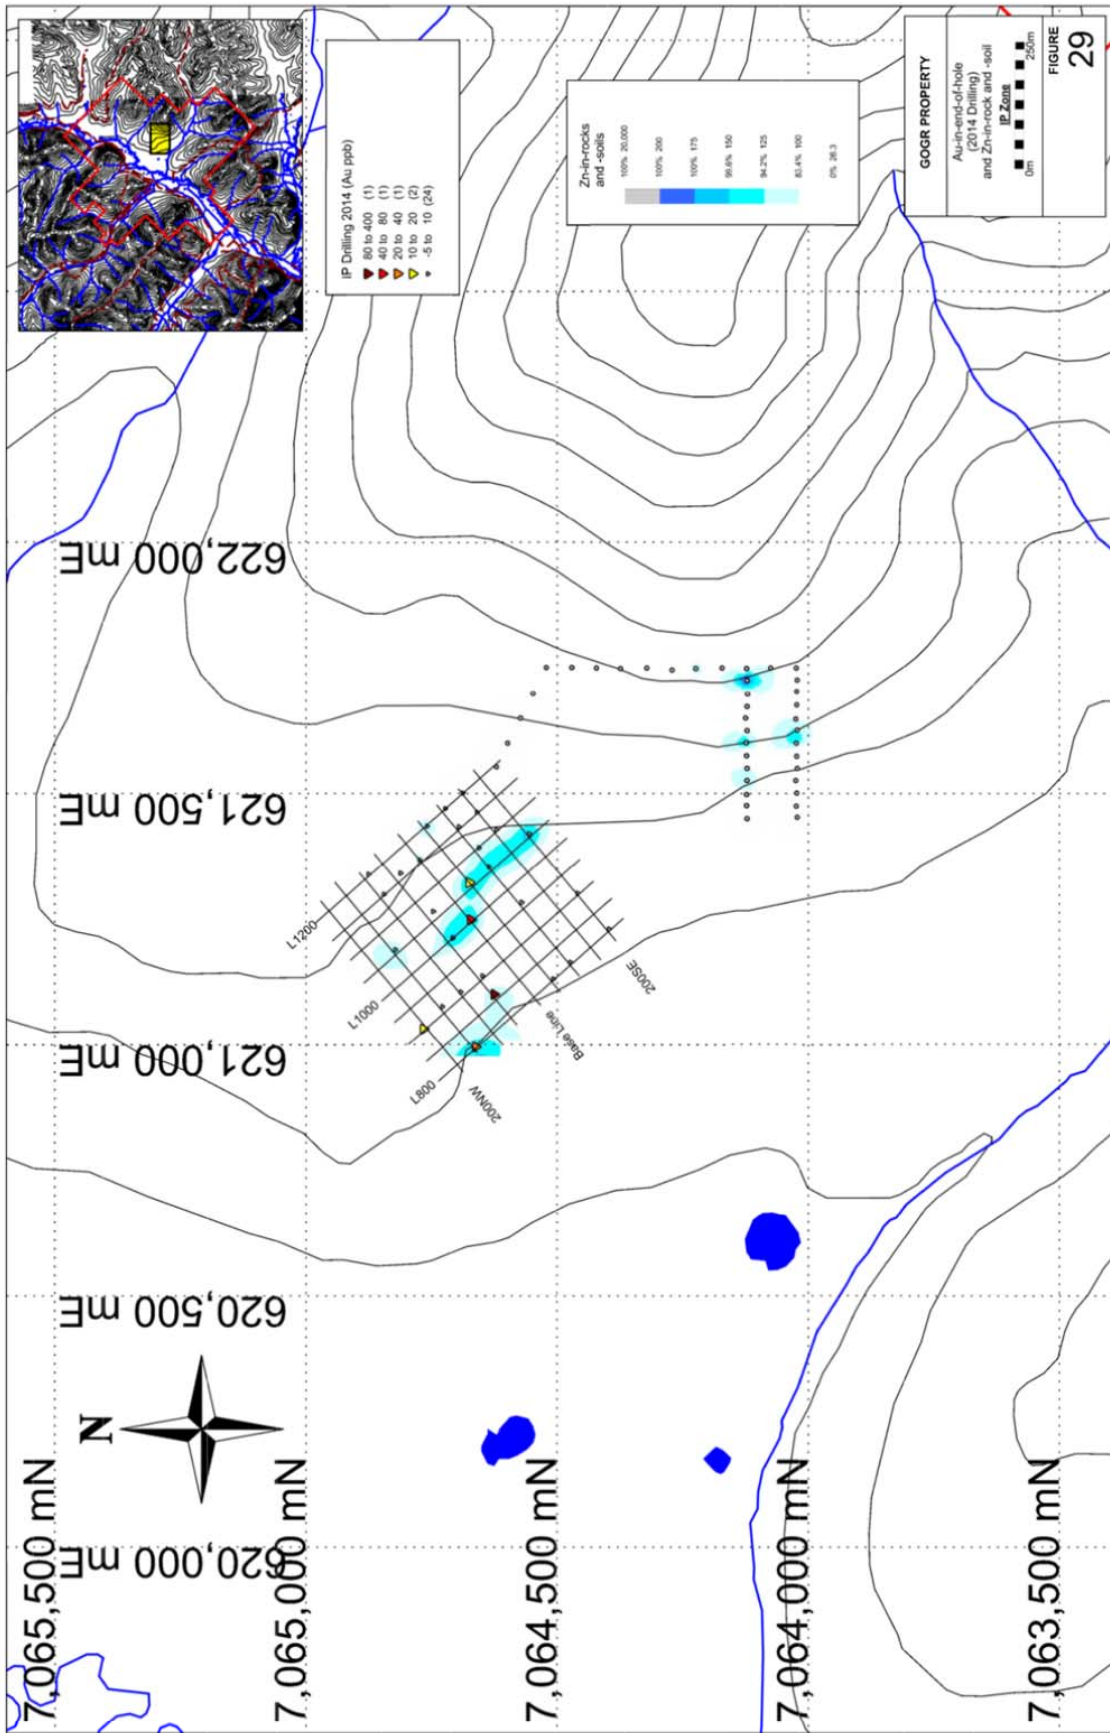 IP Drilling 2014 (Au ppb)
80 to 400 (1)
40 to 80 (1)
20 to 40 (1)
10 to 20 (2)
-5 to 10 (24)
Zn-in-rocks
and -soils
100% 20,000
100% 200
100% 175
99.6% 150
94.2% 125
83.4% 100
0% 26.3
GOGR PROPERTY
Au-in-end-of-hole
(2014 Drilling)
and Zn-in-rock and -soil
IP Zone
0m 250m
FIGURE
29
622,000 mE
621,500 mE
621,000 mE
620,500 mE
620,000 mE
L1200
L1000
L800
200NW
Base Line
200SE
N
7,065,500 mN
7,065,000 mN
7,064,500 mN
7,064,000 mN
7,063,500 mN